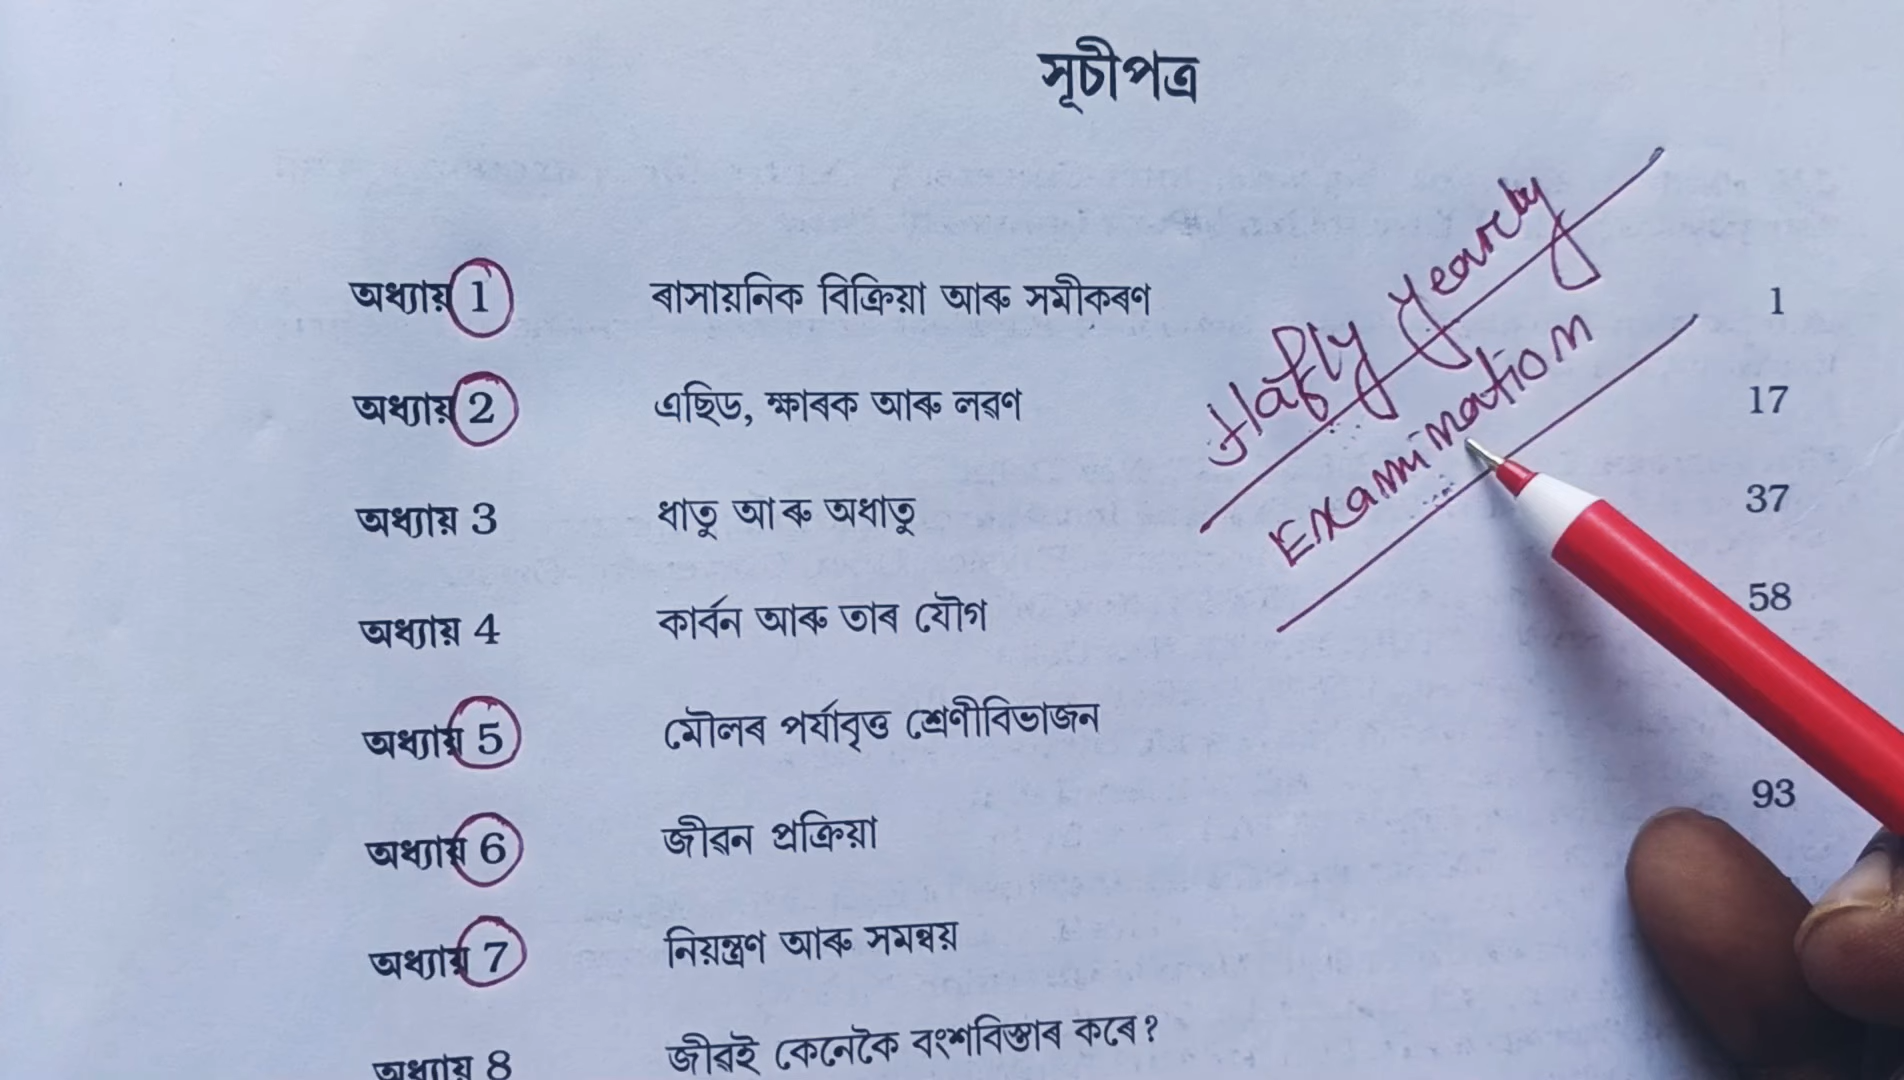 সূচীপত্ৰ
অধ্যায় 1 ৰাসায়নিক বিক্ৰিয়া আৰু সমীকৰণ 1
অধ্যায় 2 এছিড, ক্ষাৰক আৰু লৱণ 17
অধ্যায় 3 ধাতু আৰু অধাতু 37
অধ্যায় 4 কাৰ্বন আৰু তাৰ যৌগ 58
অধ্যায় 5 মৌলৰ পৰ্যাবৃত্ত শ্ৰেণীবিভাজন
অধ্যায় 6 জীৱন প্ৰক্ৰিয়া 93
অধ্যায় 7 নিয়ন্ত্ৰণ আৰু সমন্বয়
অধ্যায় 8 জীৱই কেনেকৈ বংশবিস্তাৰ কৰে?
Hafly yearly
Examination